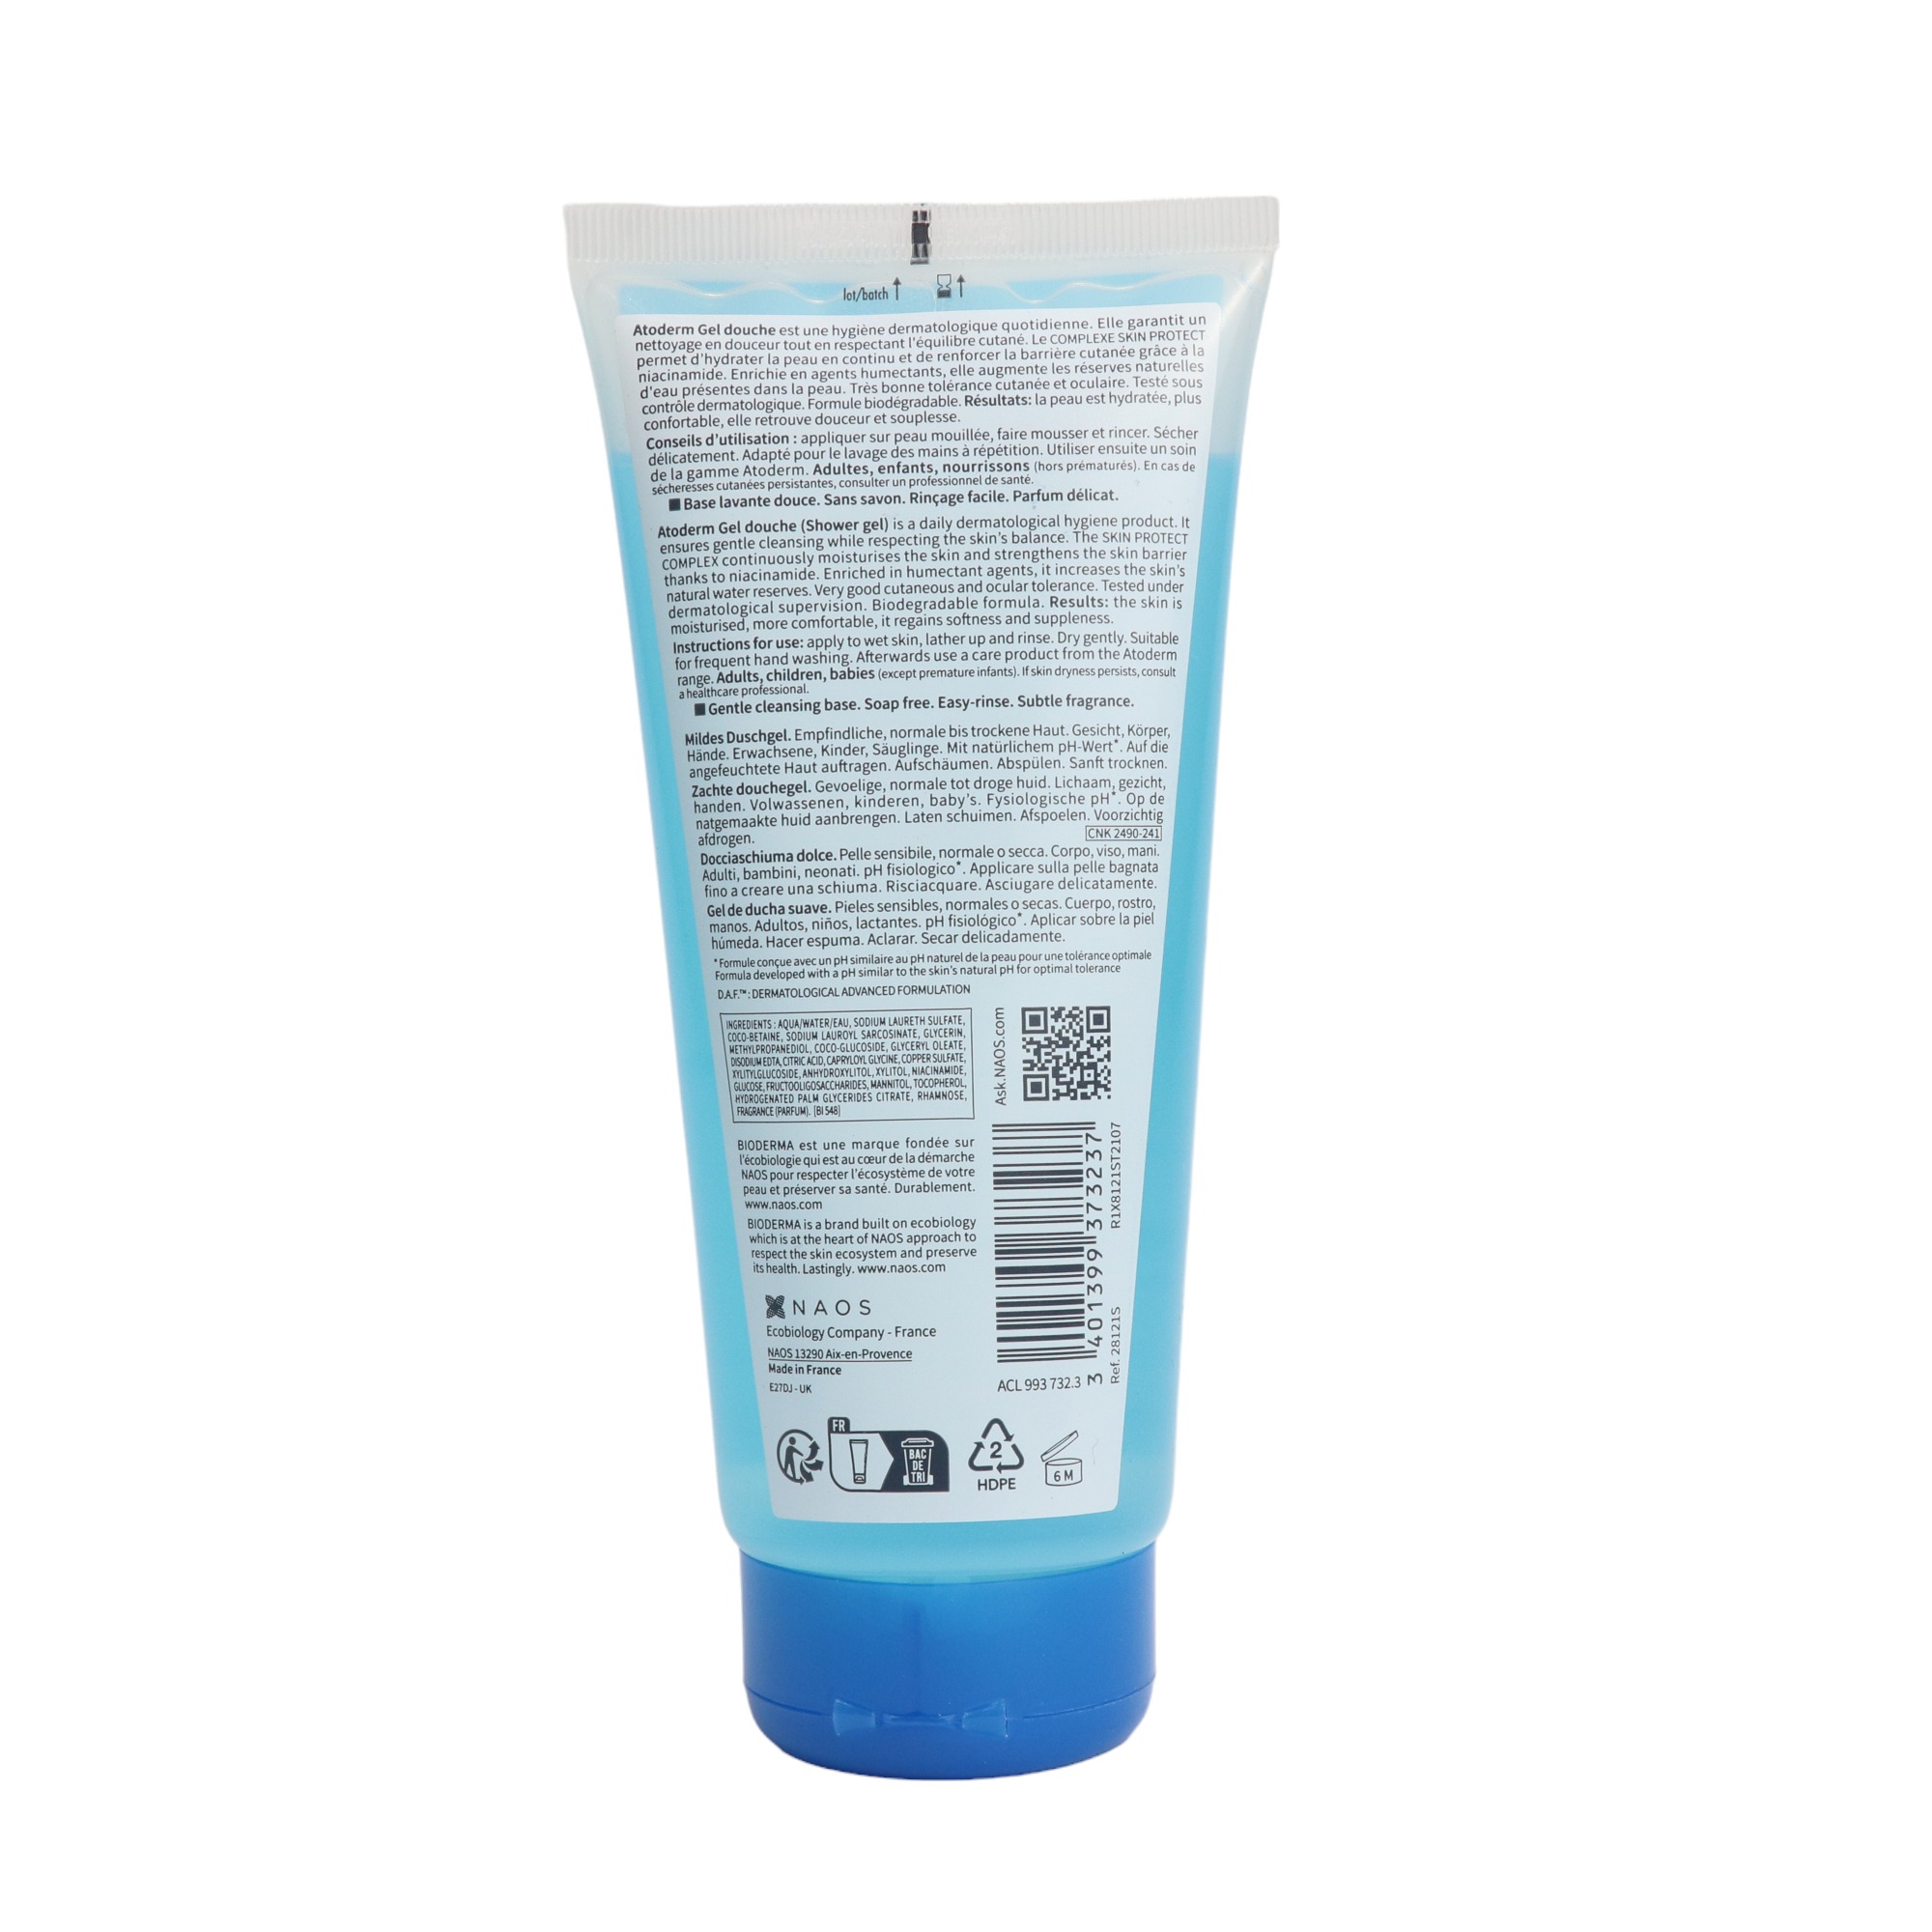 lot/batch
Atoderm Gel douche est une hygiène dermatologique quotidienne. Elle garantit un
nettoyage en douceur tout en respectant l'équilibre cutané. Le COMPLEXE SKIN PROTECT
permet d'hydrater la peau en continu et de renforcer la barrière cutanée grâce à la
niacinamide. Enrichie en agents humectants, elle augmente les réserves naturelles
d'eau présentes dans la peau. Très bonne tolérance cutanée et oculaire. Testé sous
contrôle dermatologique. Formule biodégradable. Résultats: la peau est hydratée, plus
confortable, elle retrouve douceur et souplesse.
Conseils d'utilisation : appliquer sur peau mouillée, faire mousser et rincer. Sécher
délicatement. Adapté pour le lavage des mains à répétition. Utiliser ensuite un soin
de la gamme Atoderm. Adultes, enfants, nourrissons (hors prématurés). En cas de
sécheresses cutanées persistantes, consulter un professionnel de santé.
■ Base lavante douce. Sans savon. Rinçage facile. Parfum délicat.
Atoderm Gel douche (Shower gel) is a daily dermatological hygiene product. It
ensures gentle cleansing while respecting the skin's balance. The SKIN PROTECT
COMPLEX continuously moisturises the skin and strengthens the skin barrier
thanks to niacinamide. Enriched in humectant agents, it increases the skin's
natural water reserves. Very good cutaneous and ocular tolerance. Tested under
dermatological supervision. Biodegradable formula. Results: the skin is
moisturised, more comfortable, it regains softness and suppleness.
Instructions for use: apply to wet skin, lather up and rinse. Dry gently. Suitable
for frequent hand washing. Afterwards use a care product from the Atoderm
range. Adults, children, babies (except premature infants). If skin dryness persists, consult
a healthcare professional.
■ Gentle cleansing base. Soap free. Easy-rinse. Subtle fragrance.
Mildes Duschgel. Empfindliche, normale bis trockene Haut. Gesicht, Körper,
Hände. Erwachsene, Kinder, Säuglinge. Mit natürlichem pH-Wert*. Auf die
angefeuchtete Haut auftragen. Aufschäumen. Abspülen. Sanft trocknen.
Zachte douchegel. Gevoelige, normale tot droge huid. Lichaam, gezicht,
handen. Volwassenen, kinderen, baby's. Fysiologische pH*. Op de
natgemaakte huid aanbrengen. Laten schuimen. Afspoelen. Voorzichtig
afdrogen. CNK 2490-241
Docciaschiuma dolce. Pelle sensibile, normale o secca. Corpo, viso, mani.
Adulti, bambini, neonati. pH fisiologico*. Applicare sulla pelle bagnata
fino a creare una schiuma. Risciacquare. Asciugare delicatamente.
Gel de ducha suave. Pieles sensibles, normales o secas. Cuerpo, rostro,
manos. Adultos, niños, lactantes. pH fisiológico*. Aplicar sobre la piel
húmeda. Hacer espuma. Aclarar. Secar delicadamente.
* Formule conçue avec un pH similaire au pH naturel de la peau pour une tolérance optimale
Formula developed with a pH similar to the skin's natural pH for optimal tolerance
D.A.F.™ : DERMATOLOGICAL ADVANCED FORMULATION
INGREDIENTS : AQUA/WATER/EAU, SODIUM LAURETH SULFATE,
COCO-BETAINE, SODIUM LAUROYL SARCOSINATE, GLYCERIN,
METHYLPROPANEDIOL, COCO-GLUCOSIDE, GLYCERYL OLEATE,
DISODIUM EDTA, CITRIC ACID, CAPRYLOYL GLYCINE, COPPER SULFATE,
XYLITYLGLUCOSIDE, ANHYDROXYLITOL, XYLITOL, NIACINAMIDE,
GLUCOSE, FRUCTOOLIGOSACCHARIDES, MANNITOL, TOCOPHEROL,
HYDROGENATED PALM GLYCERIDES CITRATE, RHAMNOSE,
FRAGRANCE (PARFUM). [BI 548]
Ask.NAOS.com
BIODERMA est une marque fondée sur
l'écobiologie qui est au cœur de la démarche
NAOS pour respecter l'écosystème de votre
peau et préserver sa santé. Durablement.
www.naos.com
BIODERMA is a brand built on ecobiology
which is at the heart of NAOS approach to
respect the skin ecosystem and preserve
its health. Lastingly. www.naos.com
NAOS
Ecobiology Company - France
NAOS 13290 Aix-en-Provence
Made in France
E27DJ - UK
3 401399 373237
R1X8121ST2107
Ref. 28121S
ACL 993 732.3
FR
BAC
DE
TRI
2
HDPE
6 M